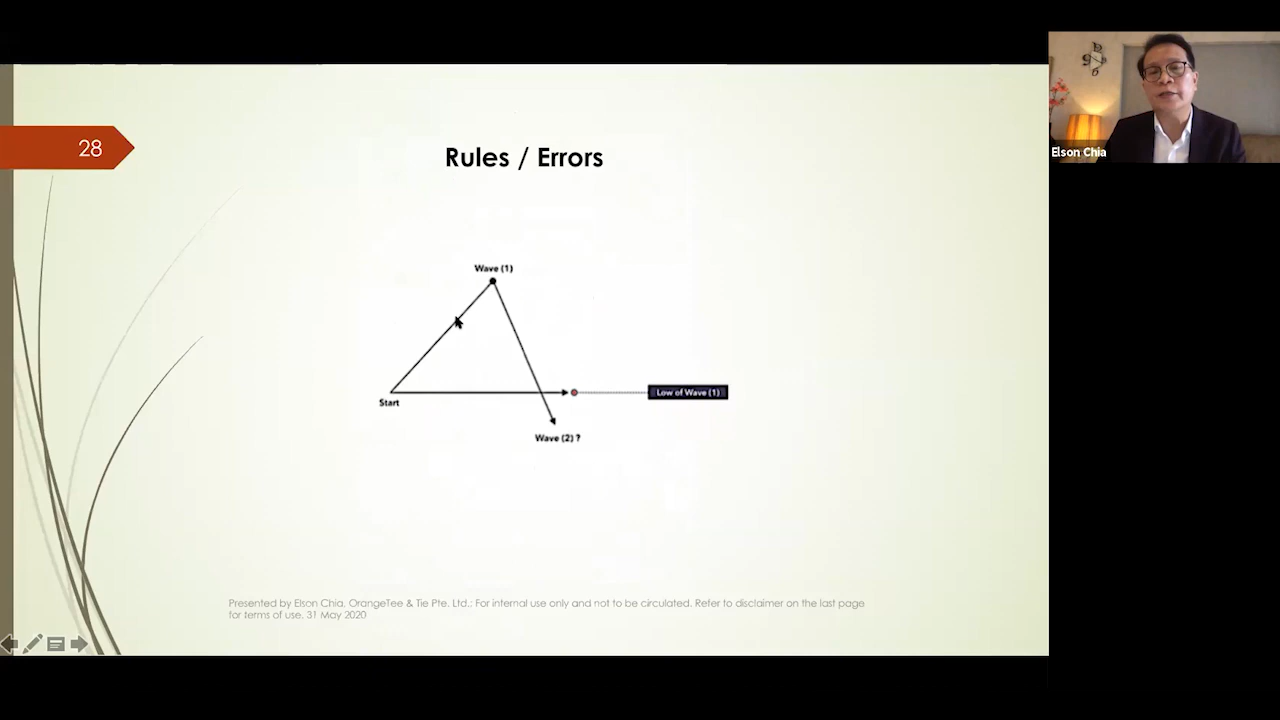 28
Rules / Errors
Wave (1)
Start
Low of Wave (1)
Wave (2) ?
Presented by Elson Chia, OrangeTee & Tie Pte. Ltd.; For internal use only and not to be circulated. Refer to disclaimer on the last page
for terms of use. 31 May 2020
Elson Chia